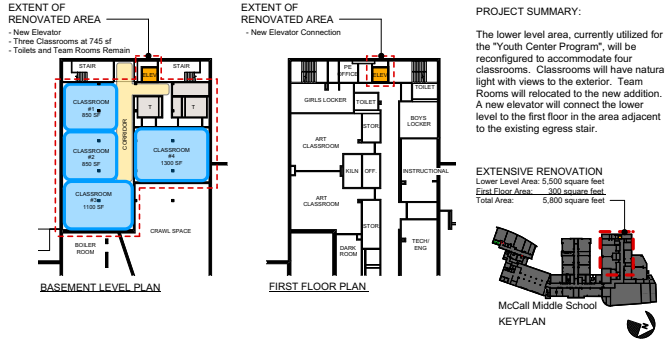 EXTENT OF
RENOVATED AREA
- New Elevator
- Three Classrooms at 745 sf
- Toilets and Team Rooms Remain
STAIR
STAIR
ELEV
CLASSROOM
#1
850 SF
T
T
CORRIDOR
CLASSROOM
#2
850 SF
CLASSROOM
#4
1300 SF
CLASSROOM
#3
1100 SF
CRAWL SPACE
BOILER
ROOM
BASEMENT LEVEL PLAN
EXTENT OF
RENOVATED AREA
- New Elevator Connection
PE
OFFICE
ELEV
TOILET
GIRLS LOCKER
TOILET
BOYS
LOCKER
STOR.
ART
CLASSROOM
KILN
OFF.
INSTRUCTIONAL
ART
CLASSROOM
STOR.
DARK
ROOM
TECH/
ENG
FIRST FLOOR PLAN
PROJECT SUMMARY:
The lower level area, currently utilized for
the "Youth Center Program", will be
reconfigured to accommodate four
classrooms. Classrooms will have natura
light with views to the exterior. Team
Rooms will relocated to the new addition.
A new elevator will connect the lower
level to the first floor in the area adjacent
to the existing egress stair.
EXTENSIVE RENOVATION
Lower Level Area: 5,500 square feet
First Floor Area: 300 square feet
Total Area: 5,800 square feet
McCall Middle School
KEYPLAN
N